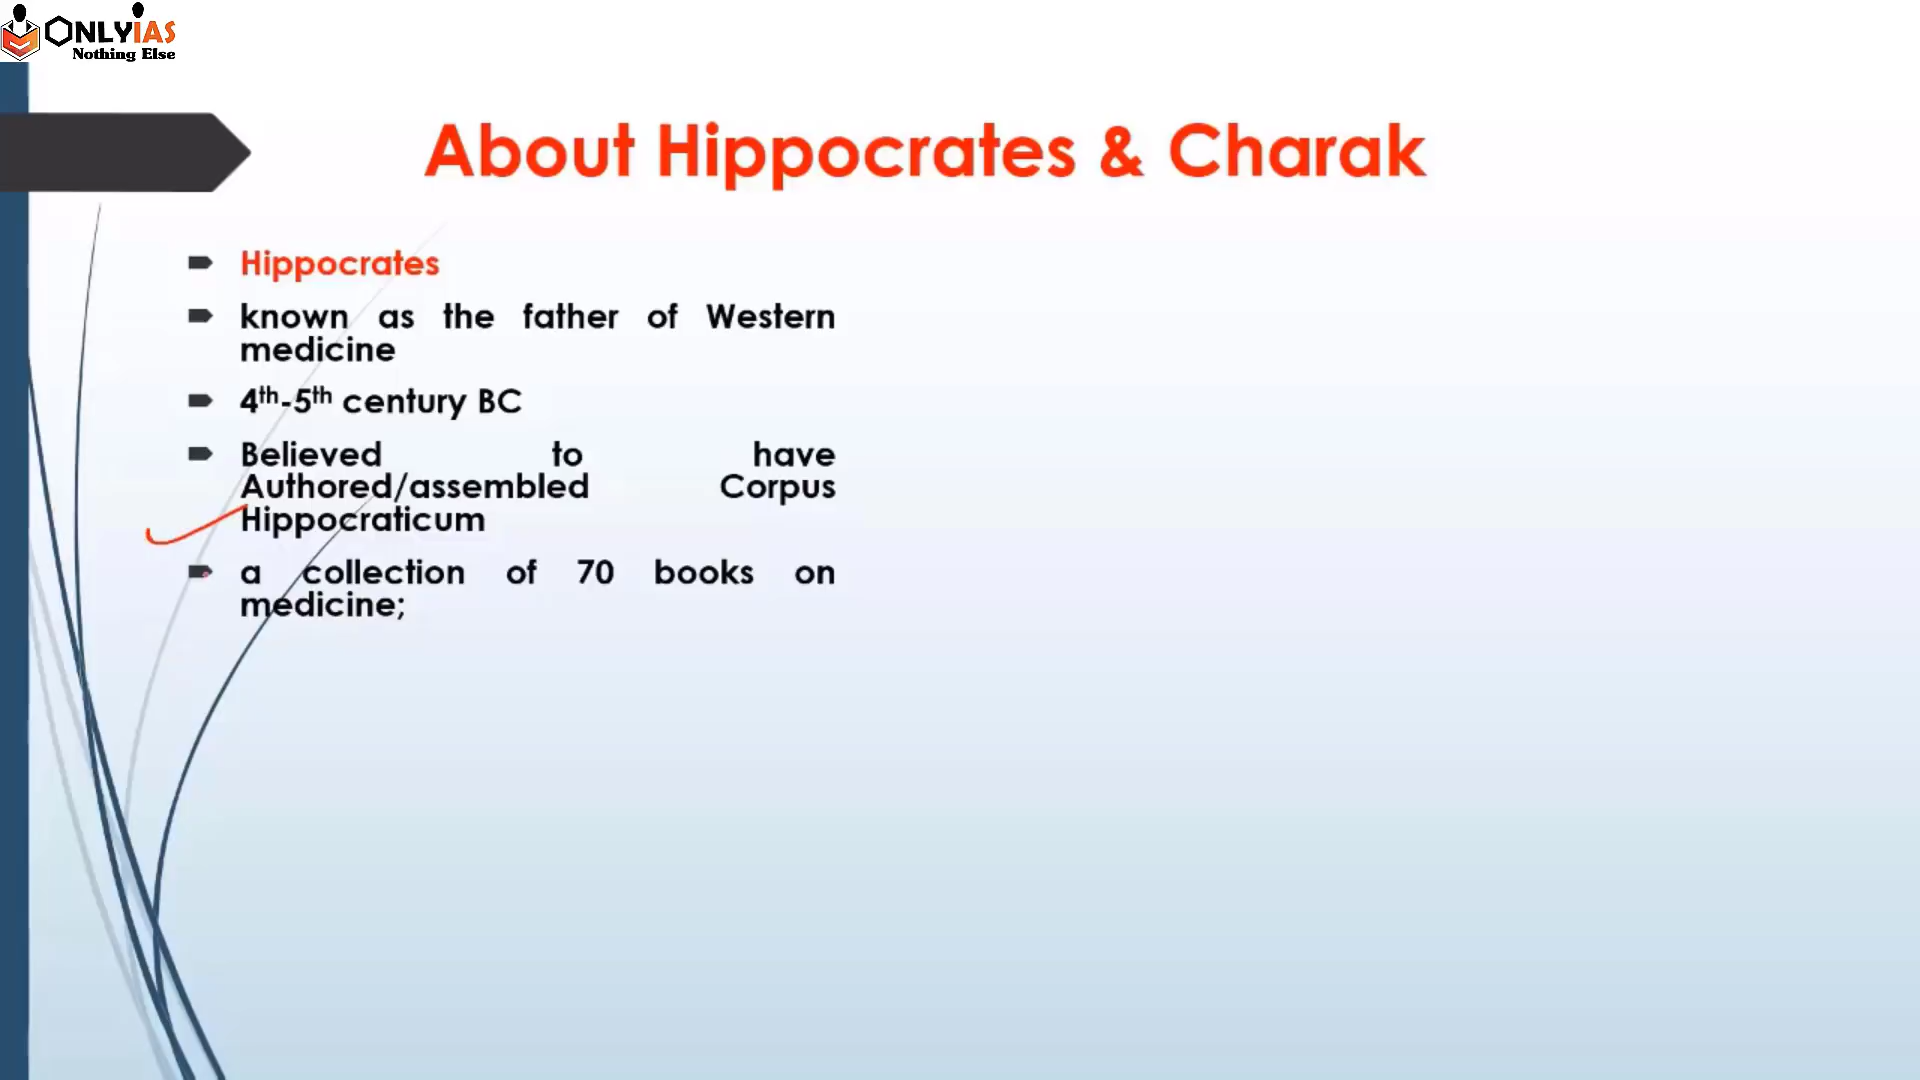 ONLYIAS
Nothing Else
About Hippocrates & Charak
Hippocrates
known as the father of Western
medicine
4th-5th century BC
Believed to have
Authored/assembled Corpus
Hippocraticum
a collection of 70 books on
medicine;